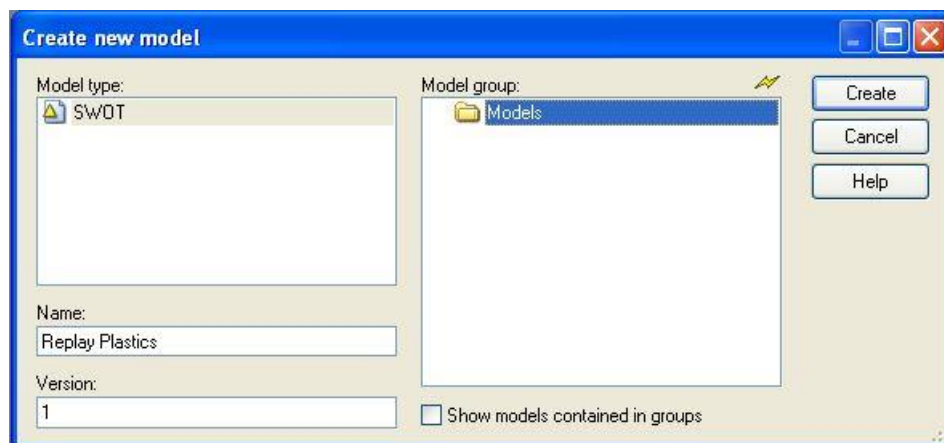 Create new model
Model type:
SWOT
Name:
Replay Plastics
Version:
1
Model group:
Models
Show models contained in groups
Create
Cancel
Help